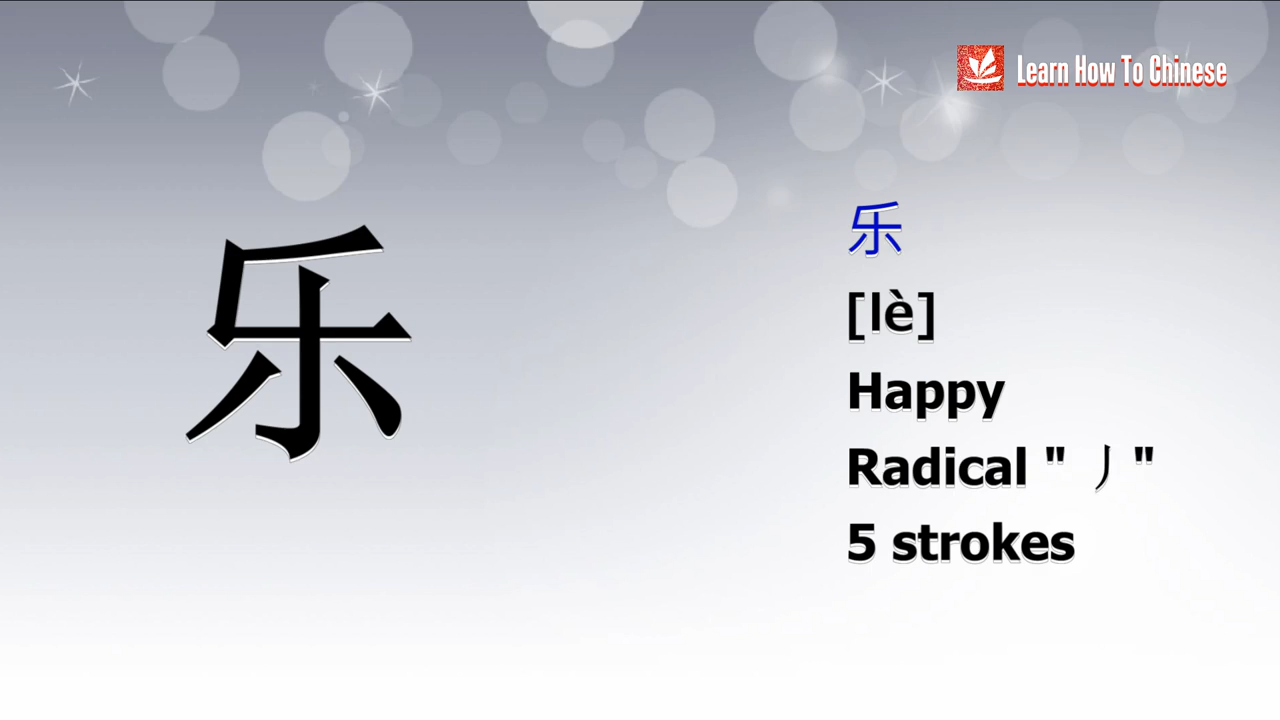 Learn How To Chinese
乐
乐
[lè]
Happy
Radical "丿"
5 strokes